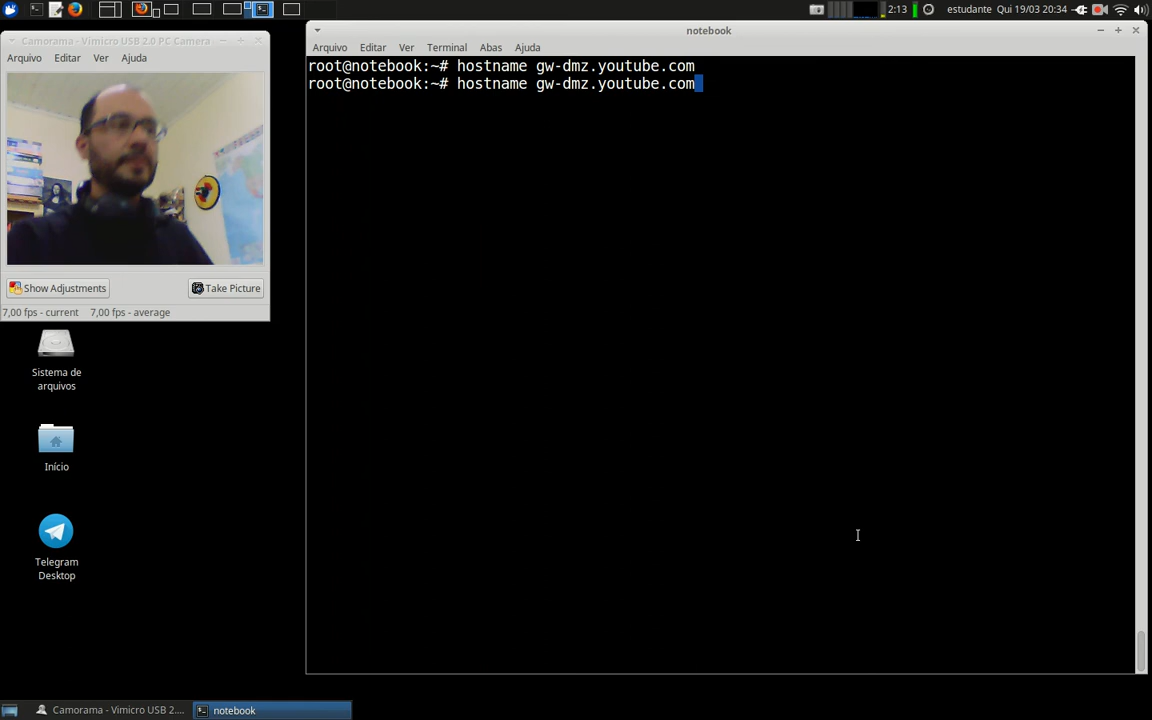 2:13 estudante Qui 19/03 20:34
Camorama - Vimicro USB 2.0 PC Camera
Arquivo Editar Ver Ajuda
Show Adjustments Take Picture
7,00 fps - current 7,00 fps - average
Sistema de
arquivos
Início
Telegram
Desktop
notebook
Arquivo Editar Ver Terminal Abas Ajuda
root@notebook:~# hostname gw-dmz.youtube.com
root@notebook:~# hostname gw-dmz.youtube.com
Camorama - Vimicro USB 2.... notebook